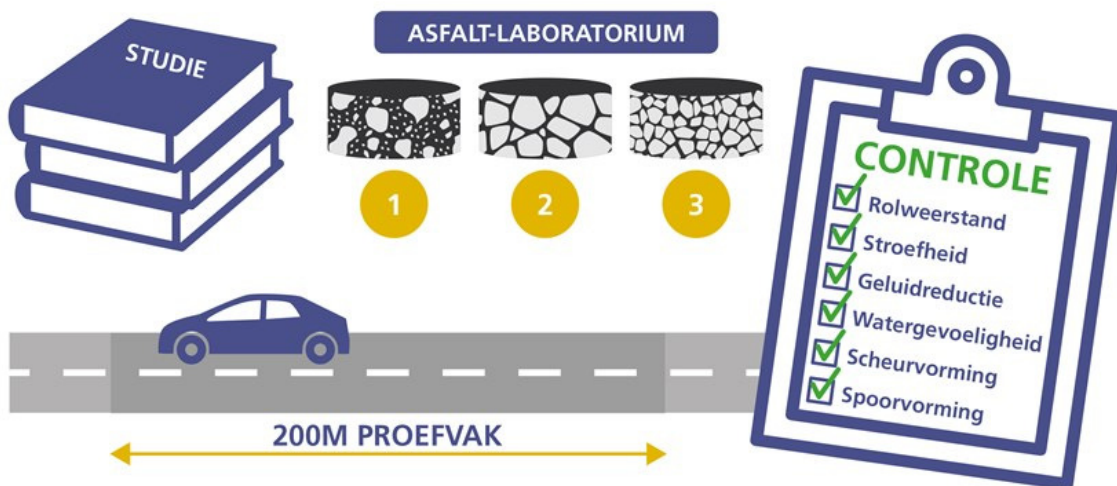 STUDIE
ASFALT-LABORATORIUM
1
2
3
200M PROEFVAK
CONTROLE
Rolweerstand
Stroefheid
Geluidreductie
Watergevoeligheid
Scheurvorming
Spoorvorming